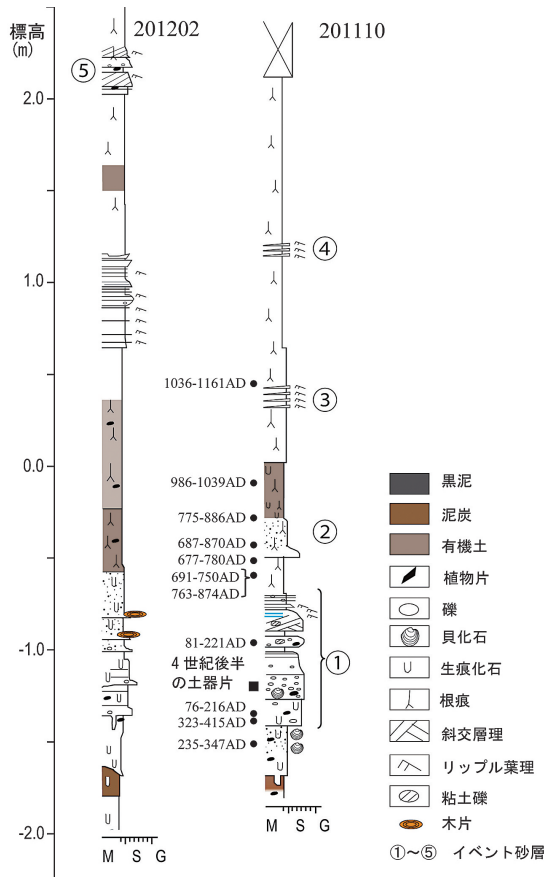 標高
(m)
201202
201110
⑤
2.0
④
1.0
1036-1161AD
③
0.0
986-1039AD
775-886AD
②
687-870AD
677-780AD
691-750AD
763-874AD
-1.0
81-221AD
①
4世紀後半
の土器片
76-216AD
323-415AD
235-347AD
-2.0
M S G
M S G
黒泥
泥炭
有機土
植物片
礫
貝化石
生痕化石
根痕
斜交層理
リップル葉理
粘土礫
木片
①〜⑤ イベント砂層